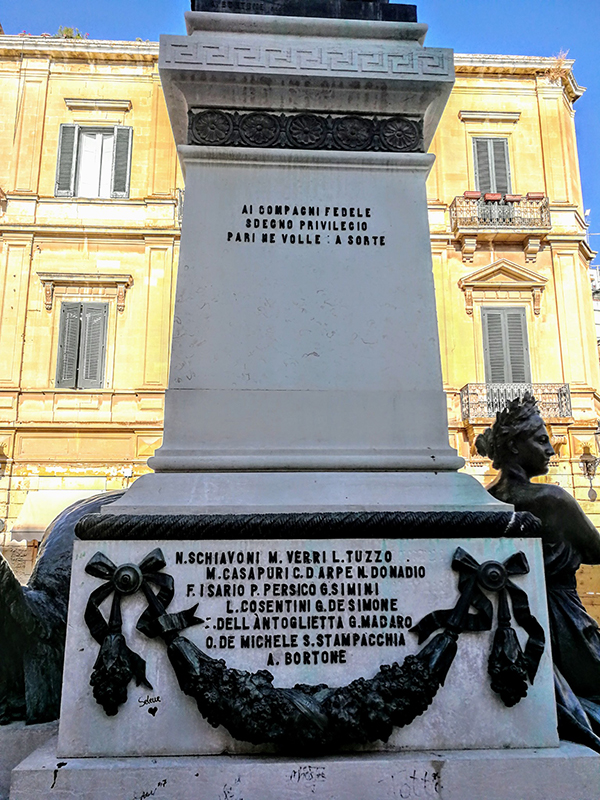 AI COMPAGNI FEDELE
SDEGNO PRIVILEGIO
PARI NE VOLLE : A SORTE
N. SCHIAVONI M. VERRI L. TUZZO
M. CASAPURI C. D'ARPE N. DONADIO
F. ISARIO P. PERSICO G. SIMINI
L. COSENTINI G. DE SIMONE
F. DELL'ÀNTOGLIETTA G. MADARO
O. DE MICHELE S. STAMPACCHIA
A. BORTONE